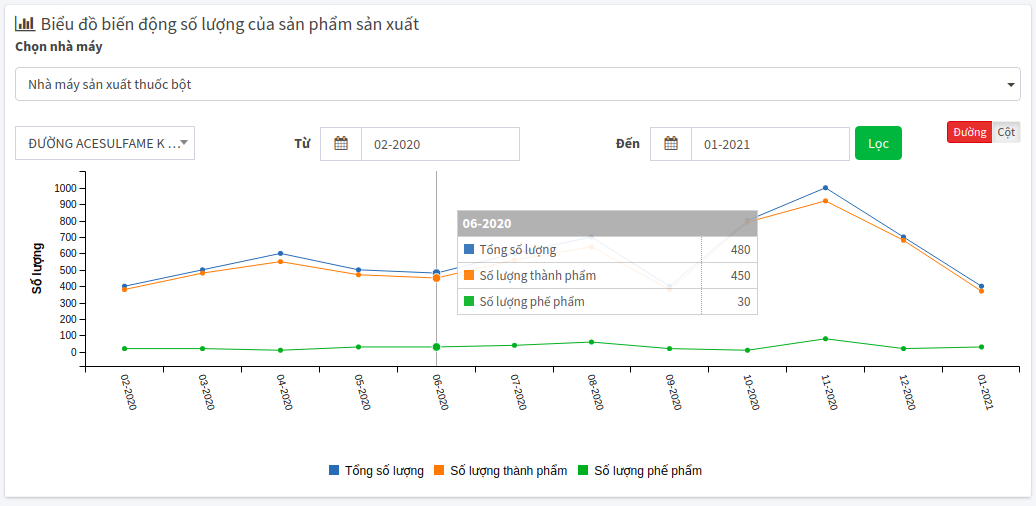 Biểu đồ biến động số lượng của sản phẩm sản xuất
Chọn nhà máy
Nhà máy sản xuất thuốc bột
ĐƯỜNG ACESULFAME K ...
Từ
02-2020
Đến
01-2021
Lọc
Đường
Cột
Số lượng
1000
900
800
700
600
500
400
300
200
100
0
06-2020
Tổng số lượng 480
Số lượng thành phẩm 450
Số lượng phế phẩm 30
02-2020
03-2020
04-2020
05-2020
06-2020
07-2020
08-2020
09-2020
10-2020
11-2020
12-2020
01-2021
Tổng số lượng
Số lượng thành phẩm
Số lượng phế phẩm